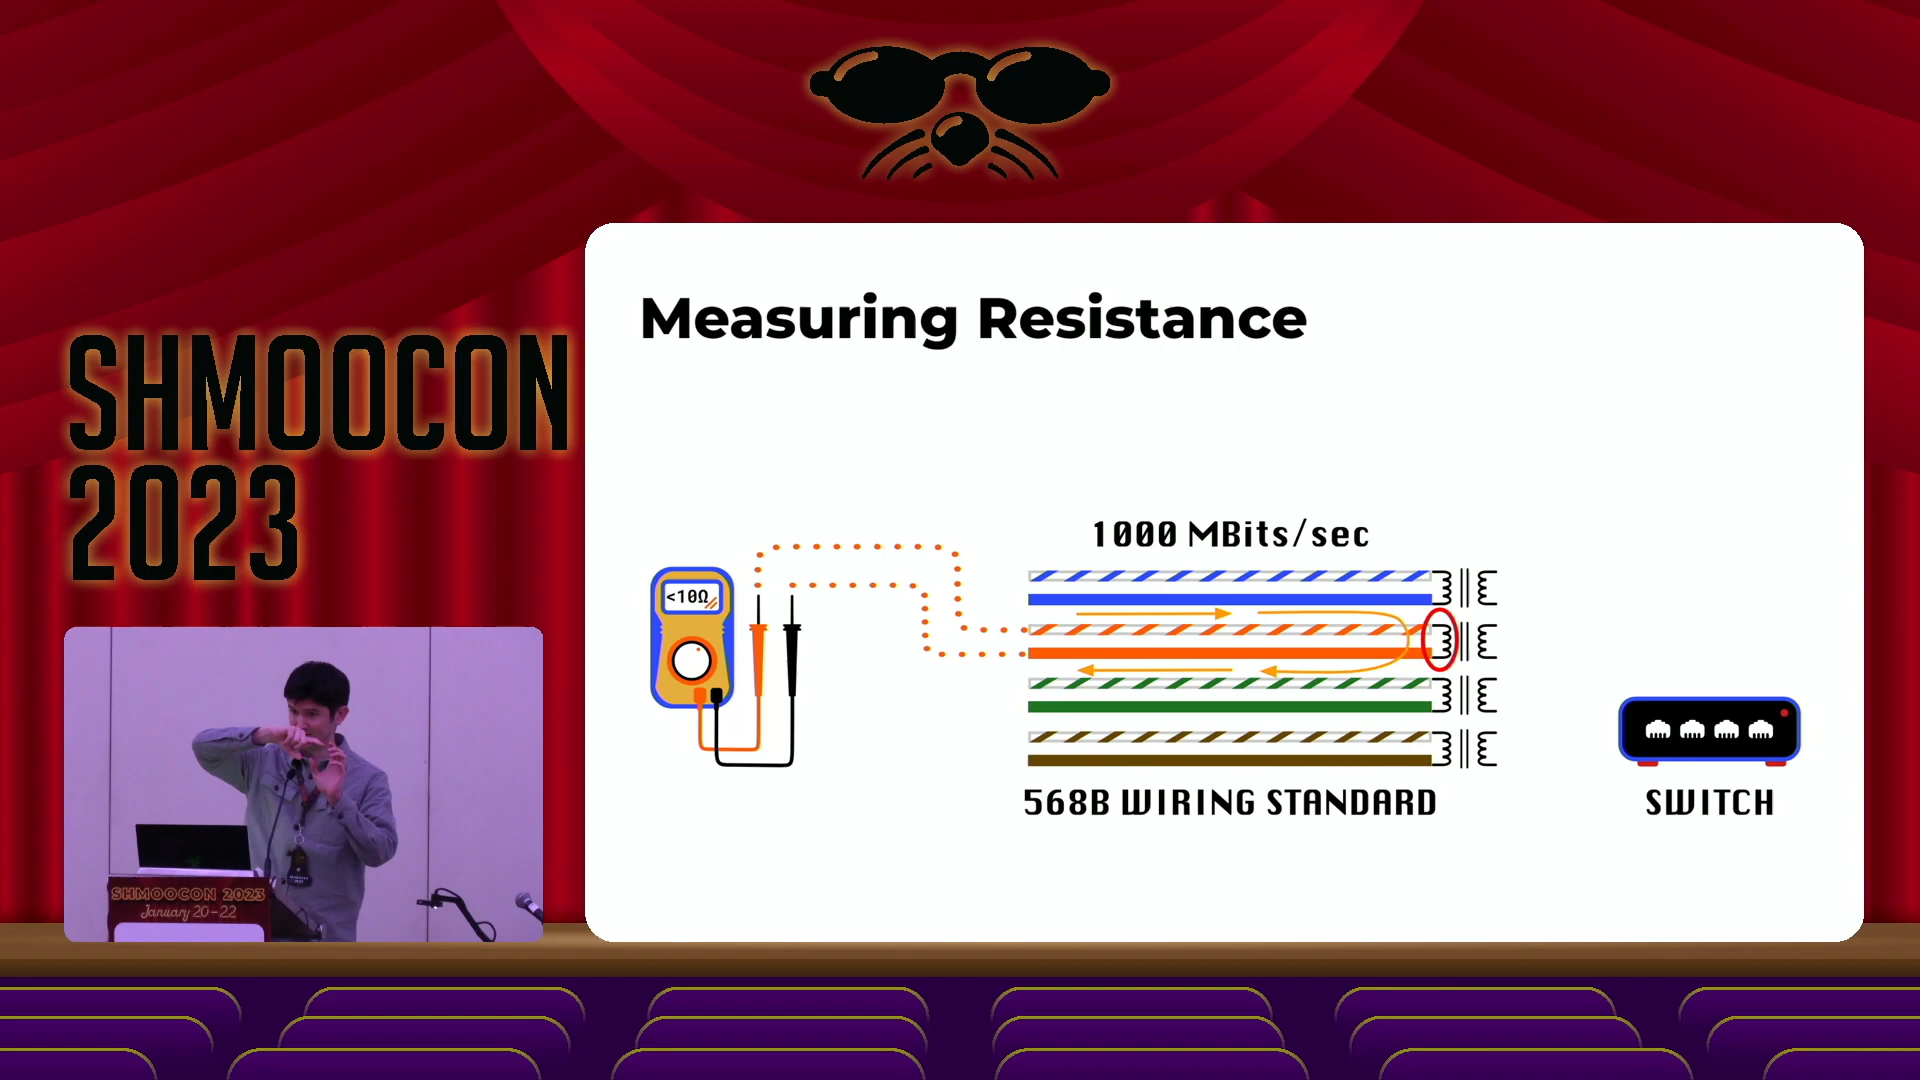 SHMOOCON
2023
Measuring Resistance
1000 MBits/sec
<10Ω
568B WIRING STANDARD
SWITCH
SHMOOCON 2023
January 20-22